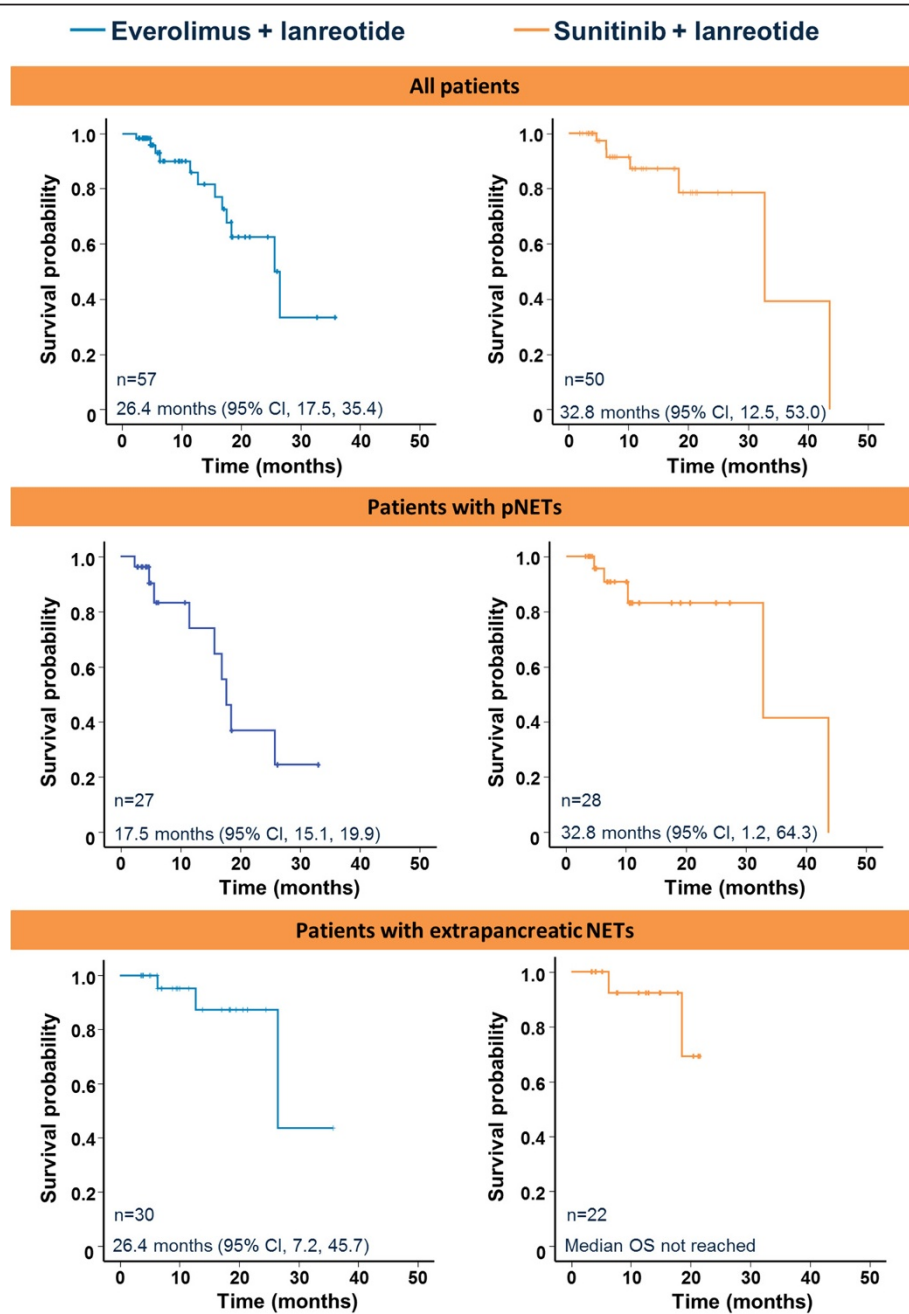 Everolimus + lanreotide
Sunitinib + lanreotide
All patients
Survival probability
1.0
0.8
0.6
0.4
0.2
0
n=57
26.4 months (95% CI, 17.5, 35.4)
0 10 20 30 40 50
Time (months)
Survival probability
1.0
0.8
0.6
0.4
0.2
0
n=50
32.8 months (95% CI, 12.5, 53.0)
0 10 20 30 40 50
Time (months)
Patients with pNETs
Survival probability
1.0
0.8
0.6
0.4
0.2
0
n=27
17.5 months (95% CI, 15.1, 19.9)
0 10 20 30 40 50
Time (months)
Survival probability
1.0
0.8
0.6
0.4
0.2
0
n=28
32.8 months (95% CI, 1.2, 64.3)
0 10 20 30 40 50
Time (months)
Patients with extrapancreatic NETs
Survival probability
1.0
0.8
0.6
0.4
0.2
0
n=30
26.4 months (95% CI, 7.2, 45.7)
0 10 20 30 40 50
Time (months)
Survival probability
1.0
0.8
0.6
0.4
0.2
0
n=22
Median OS not reached
0 10 20 30 40 50
Time (months)